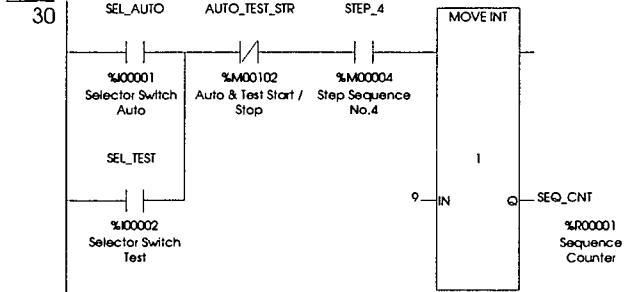 30
SEL_AUTO AUTO_TEST_STR STEP_4 MOVE INT
%I00001 %M00102 %M00004
Selector Switch Auto & Test Start / Step Sequence
Auto Stop No.4
SEL_TEST 1
9 IN Q SEQ_CNT
%I00002 %R00001
Selector Switch Sequence
Test Counter